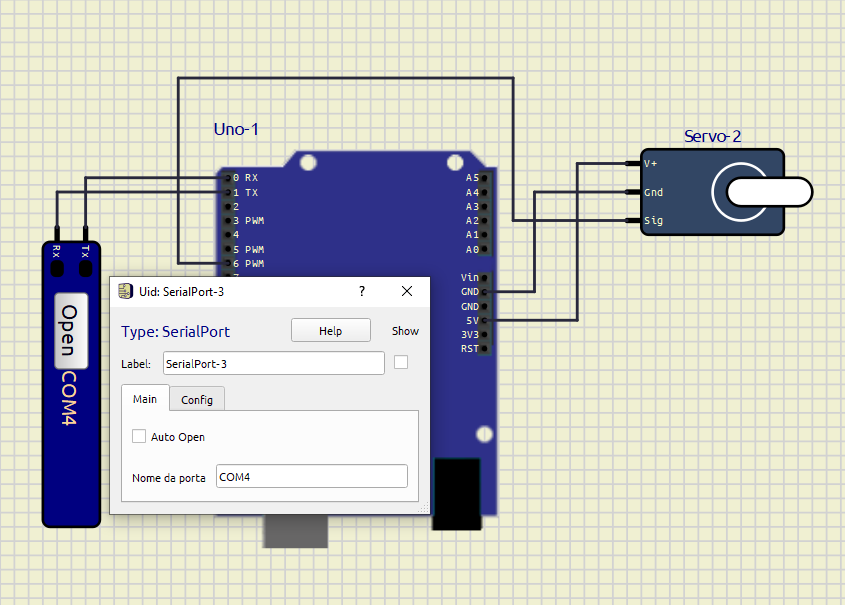 Uno-1
Servo-2
0 RX
1 TX
2
3 PWM
4
5 PWM
6 PWM
A5
A4
A3
A2
A1
A0
Vin
GND
GND
5V
3V3
RST
V+
Gnd
Sig
Rx
Tx
Open
COM4
Uid: SerialPort-3
?
Type: SerialPort
Help
Show
Label:
SerialPort-3
Main
Config
Auto Open
Nome da porta
COM4